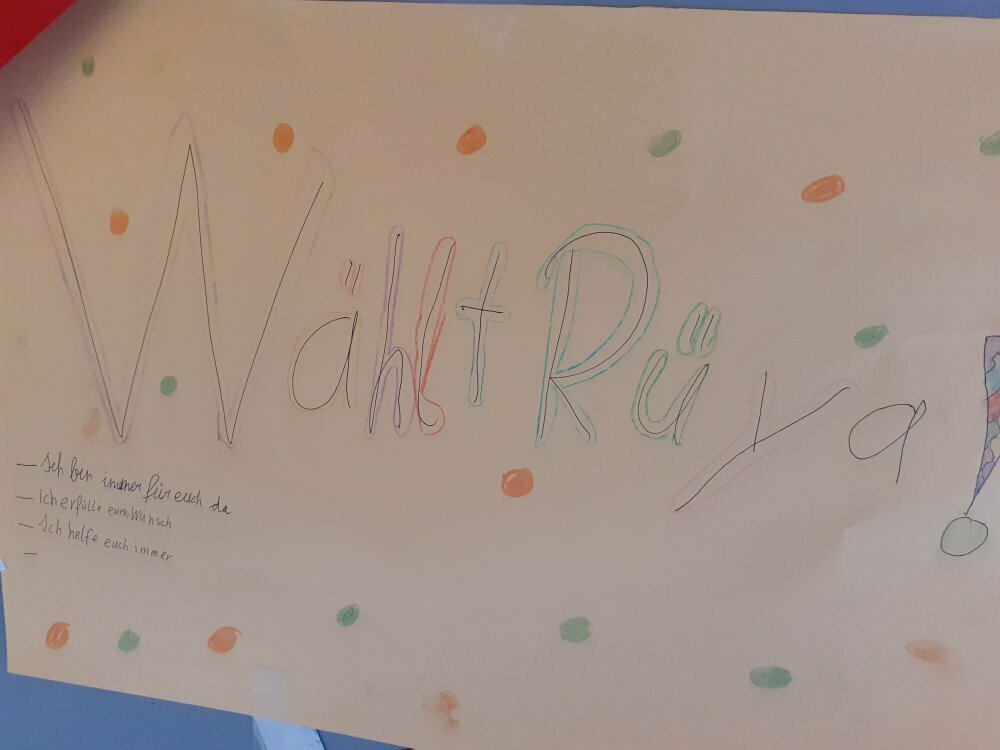 Wählt Rüya!
— Ich bin immer für euch da
— Ich erfülle euren Wunsch
— Ich helfe euch immer
—